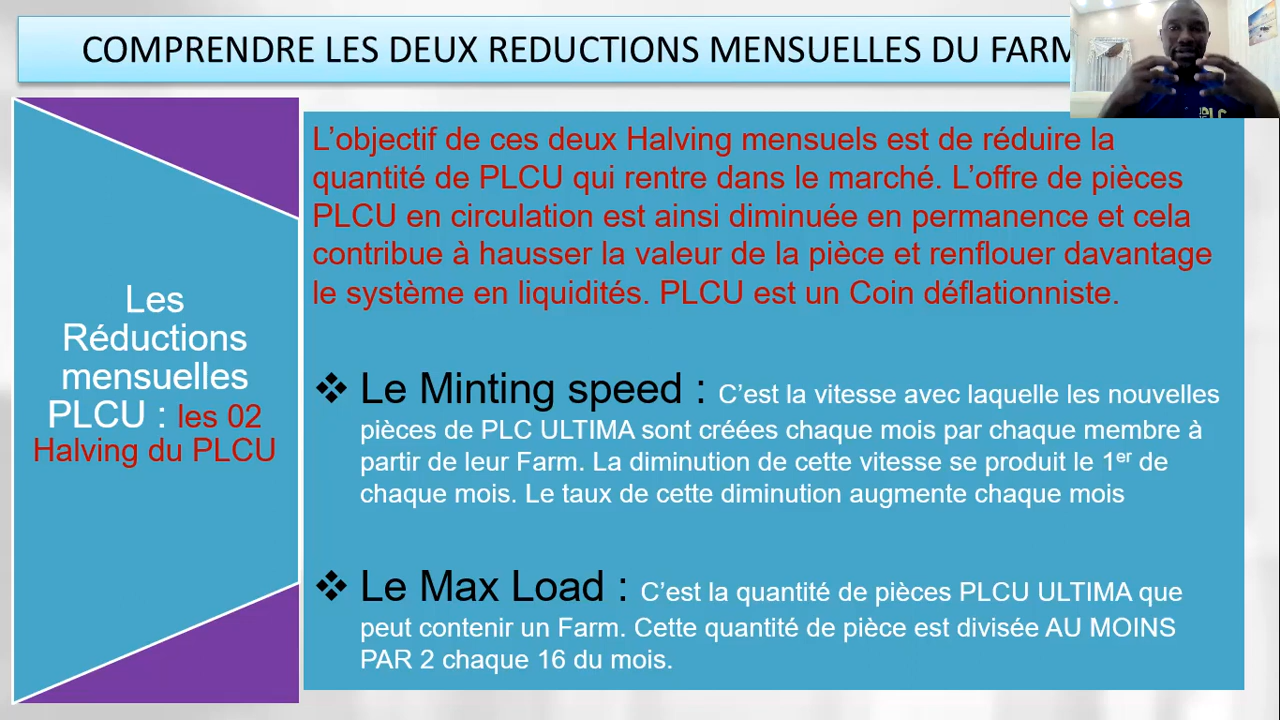 COMPRENDRE LES DEUX REDUCTIONS MENSUELLES DU FARM
L’objectif de ces deux Halving mensuels est de réduire la
quantité de PLCU qui rentre dans le marché. L’offre de pièces
PLCU en circulation est ainsi diminuée en permanence et cela
contribue à hausser la valeur de la pièce et renflouer davantage
le système en liquidités. PLCU est un Coin déflationniste.
Les
Réductions
mensuelles
PLCU : les 02
Halving du PLCU
❖ Le Minting speed : C’est la vitesse avec laquelle les nouvelles
pièces de PLC ULTIMA sont créées chaque mois par chaque membre à
partir de leur Farm. La diminution de cette vitesse se produit le 1er de
chaque mois. Le taux de cette diminution augmente chaque mois
❖ Le Max Load : C’est la quantité de pièces PLCU ULTIMA que
peut contenir un Farm. Cette quantité de pièce est divisée AU MOINS
PAR 2 chaque 16 du mois.